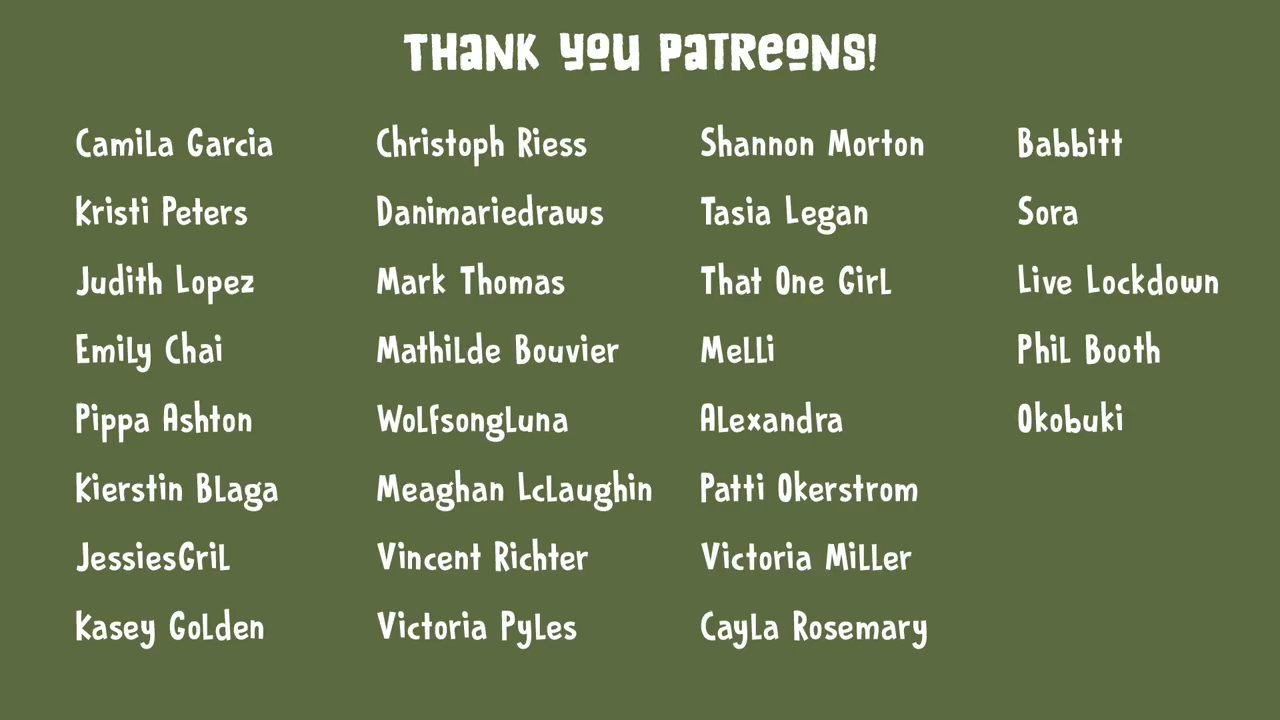 THANK YOU PATREONS!
Camila Garcia
Kristi Peters
Judith Lopez
Emily Chai
Pippa Ashton
Kierstin Blaga
JessiesGril
Kasey Golden
Christoph Riess
Danimariedraws
Mark Thomas
Mathilde Bouvier
Wolfsongluna
Meaghan Lclaughin
Vincent Richter
Victoria Pyles
Shannon Morton
Tasia Legan
That One Girl
Melli
Alexandra
Patti Okerstrom
Victoria Miller
Cayla Rosemary
Babbitt
Sora
Live Lockdown
Phil Booth
Okobuki